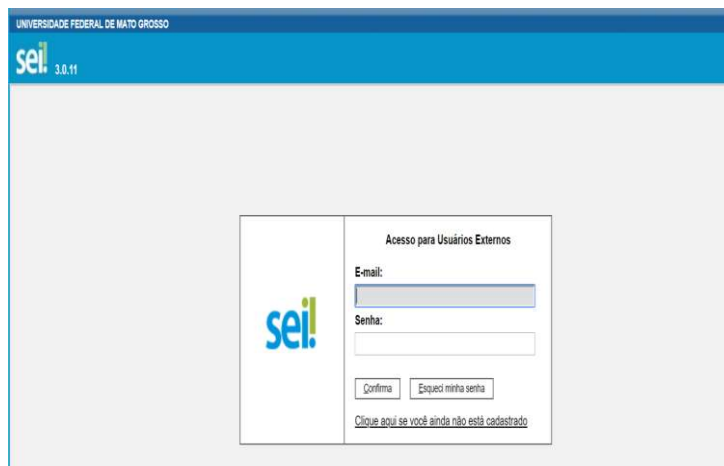 UNIVERSIDADE FEDERAL DE MATO GROSSO
sei! 3.0.11
Acesso para Usuários Externos
E-mail:
sei!
Senha:
Confirma Esqueci minha senha
Clique aqui se você ainda não está cadastrado